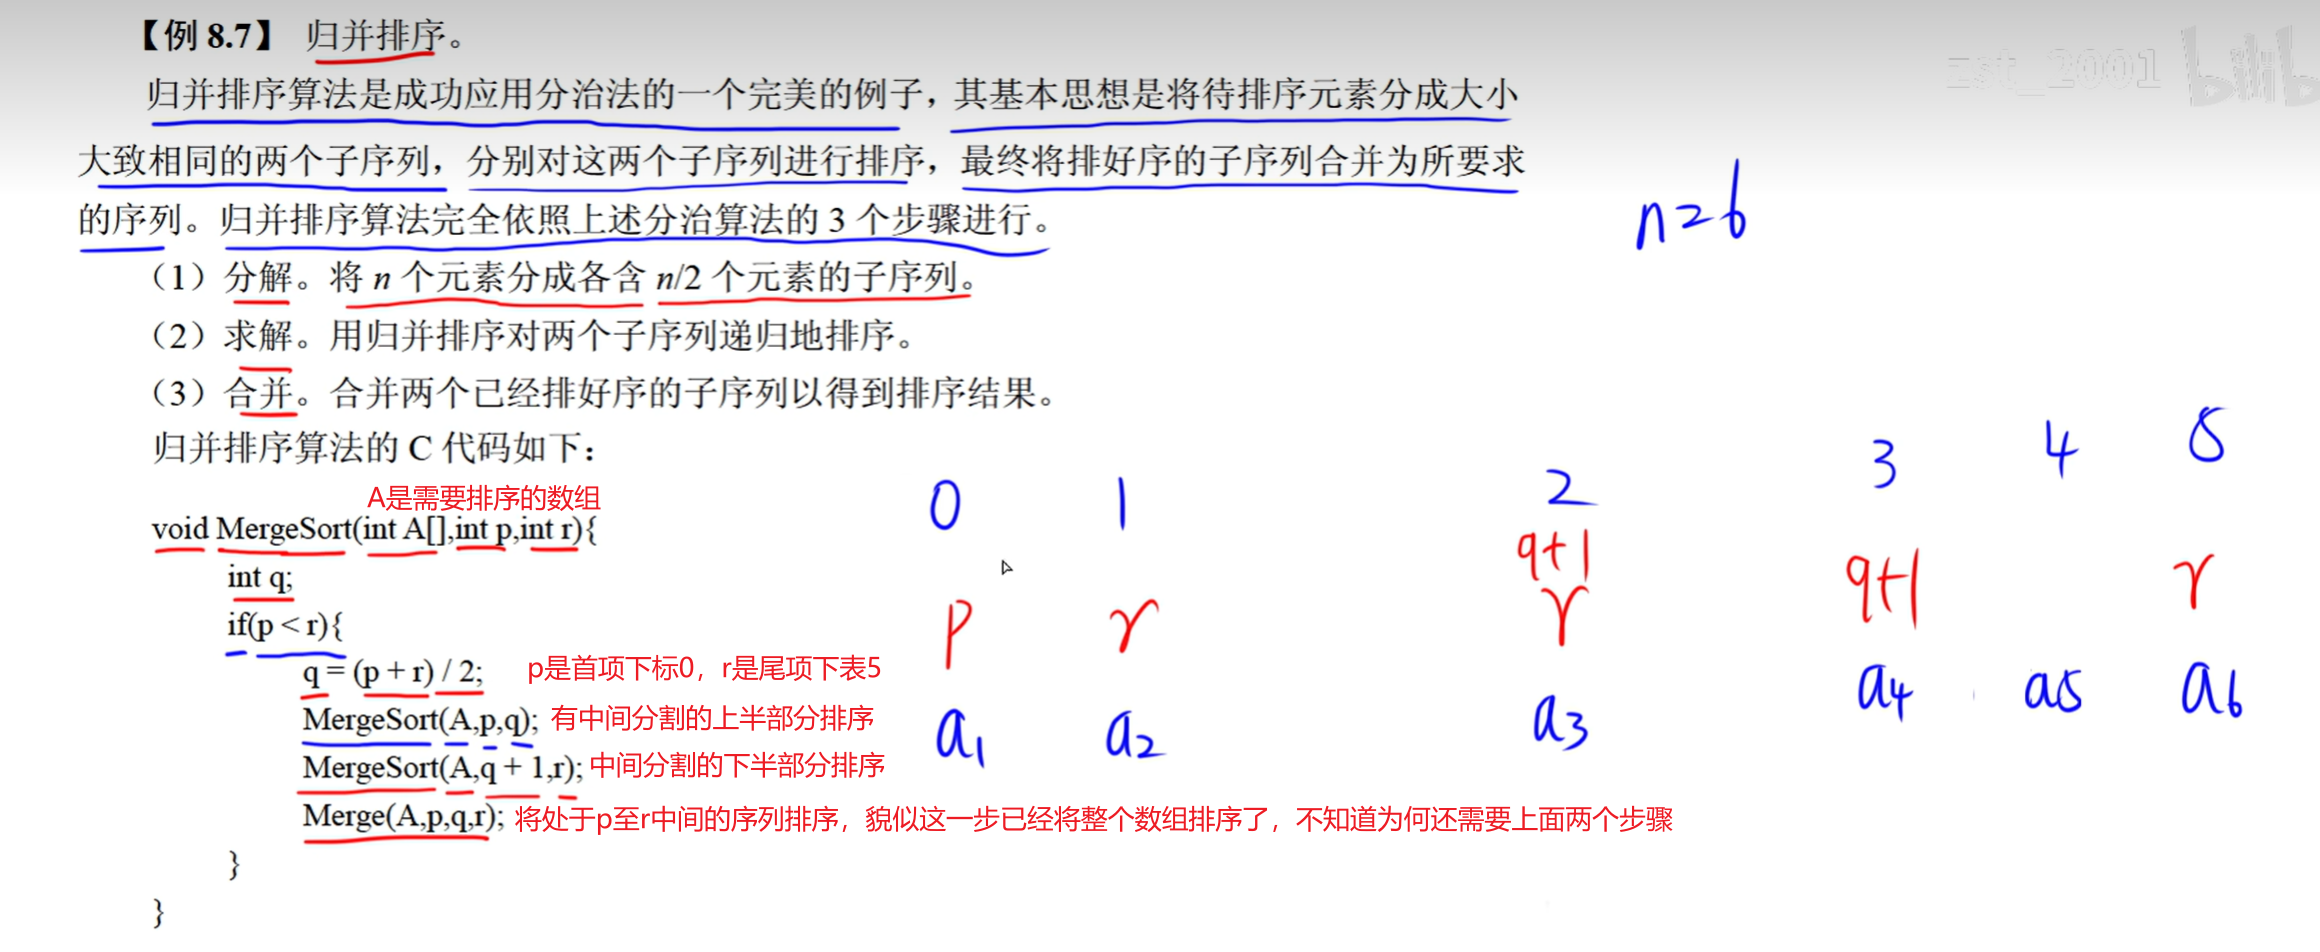 【例 8.7】 归并排序。
zst_2001 bilib
归并排序算法是成功应用分治法的一个完美的例子，其基本思想是将待排序元素分成大小
大致相同的两个子序列，分别对这两个子序列进行排序，最终将排好序的子序列合并为所要求
的序列。归并排序算法完全依照上述分治算法的 3 个步骤进行。
n=6
（1）分解。将 n 个元素分成各含 n/2 个元素的子序列。
（2）求解。用归并排序对两个子序列递归地排序。
（3）合并。合并两个已经排好序的子序列以得到排序结果。
归并排序算法的 C 代码如下：
A是需要排序的数组
void MergeSort(int A[],int p,int r){
int q;
if(p < r){
q = (p + r) / 2; p是首项下标0，r是尾项下表5
MergeSort(A,p,q); 有中间分割的上半部分排序
MergeSort(A,q + 1,r); 中间分割的下半部分排序
Merge(A,p,q,r); 将处于p至r中间的序列排序，貌似这一步已经将整个数组排序了，不知道为何还需要上面两个步骤
}
}
0 1 2 3 4 5
q+1 q+1 r
p r r
a1 a2 a3 a4 a5 a6